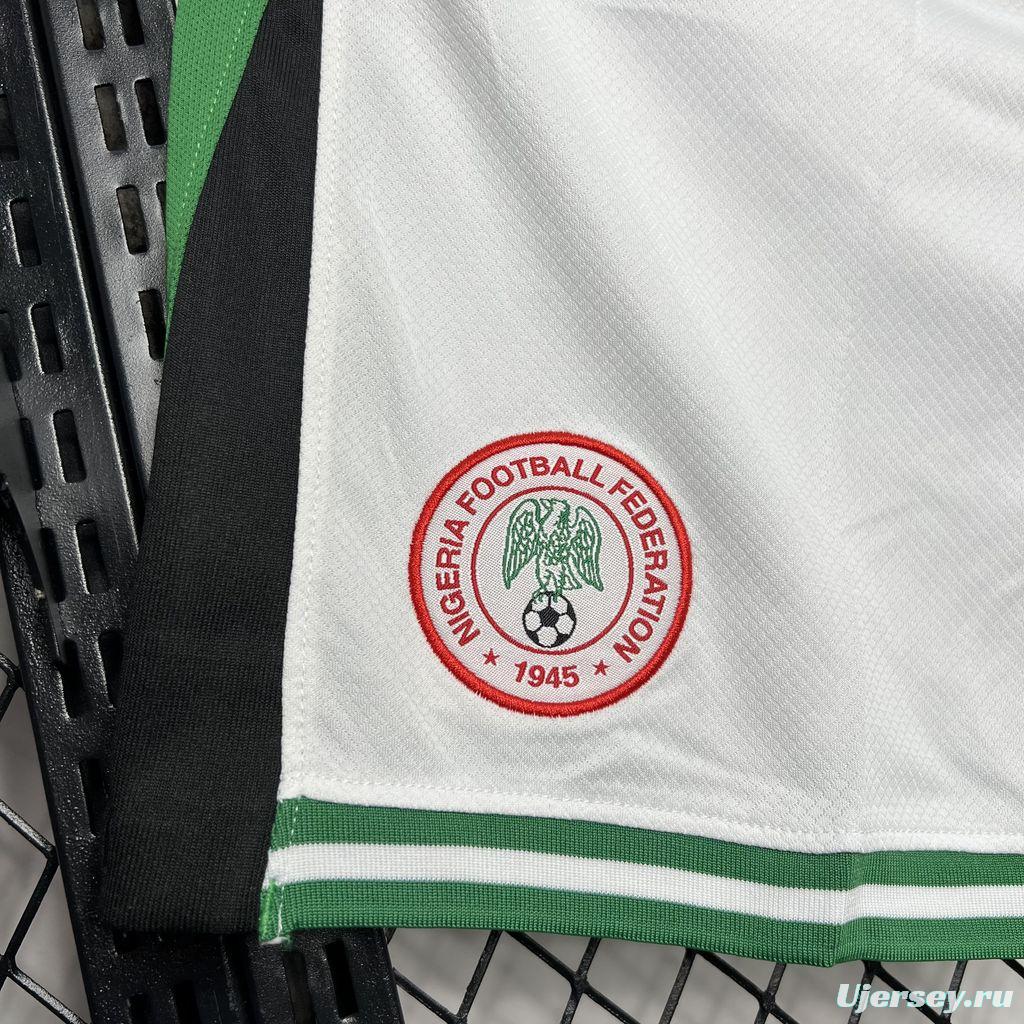 NIGERIA FOOTBALL FEDERATION
1945
Ujersey.ru